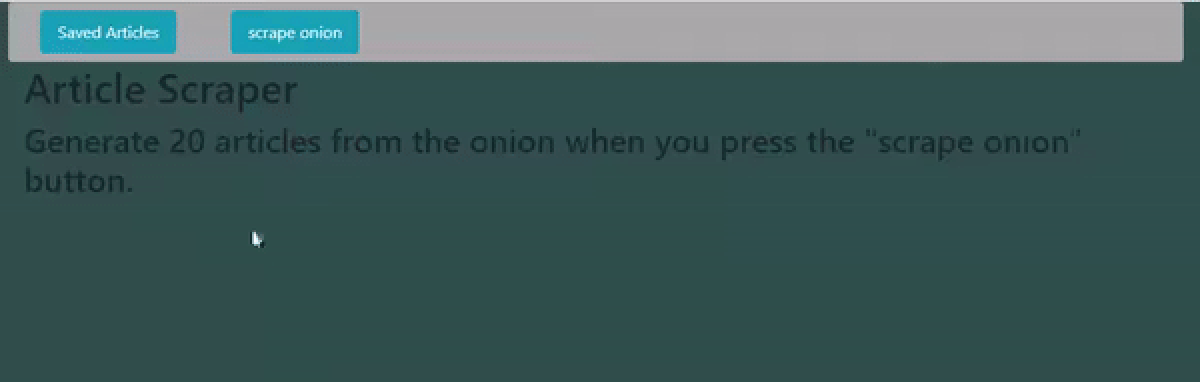 Saved Articles scrape onion
Article Scraper
Generate 20 articles from the onion when you press the "scrape onion"
button.